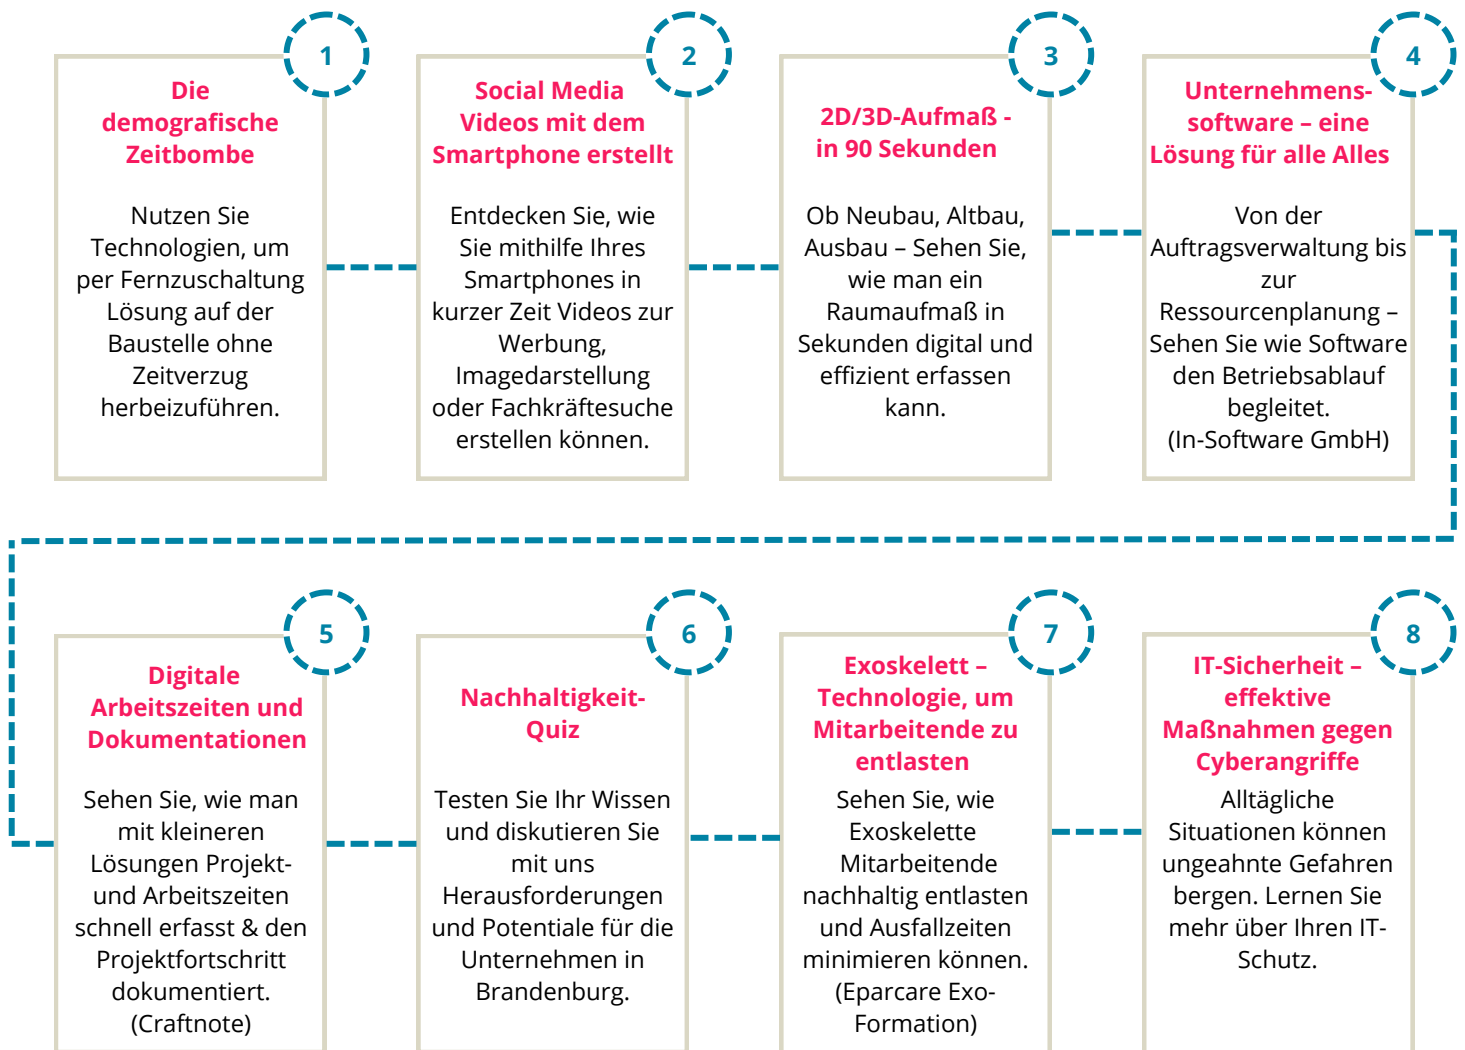 1
Die
demografische
Zeitbombe
Nutzen Sie
Technologien, um
per Fernzuschaltung
Lösung auf der
Baustelle ohne
Zeitverzug
herbeizuführen.
2
Social Media
Videos mit dem
Smartphone erstellt
Entdecken Sie, wie
Sie mithilfe Ihres
Smartphones in
kurzer Zeit Videos zur
Werbung,
Imagedarstellung
oder Fachkräftesuche
erstellen können.
3
2D/3D-Aufmaß -
in 90 Sekunden
Ob Neubau, Altbau,
Ausbau – Sehen Sie,
wie man ein
Raumaufmaß in
Sekunden digital und
effizient erfassen
kann.
4
Unternehmens-
software – eine
Lösung für alle Alles
Von der
Auftragsverwaltung bis
zur
Ressourcenplanung –
Sehen Sie wie Software
den Betriebsablauf
begleitet.
(In-Software GmbH)
5
Digitale
Arbeitszeiten und
Dokumentationen
Sehen Sie, wie man
mit kleineren
Lösungen Projekt-
und Arbeitszeiten
schnell erfasst & den
Projektfortschritt
dokumentiert.
(Craftnote)
6
Nachhaltigkeit-
Quiz
Testen Sie Ihr Wissen
und diskutieren Sie
mit uns
Herausforderungen
und Potentiale für die
Unternehmen in
Brandenburg.
7
Exoskelett –
Technologie, um
Mitarbeitende zu
entlasten
Sehen Sie, wie
Exoskelette
Mitarbeitende
nachhaltig entlasten
und Ausfallzeiten
minimieren können.
(Eparcare Exo-
Formation)
8
IT-Sicherheit –
effektive
Maßnahmen gegen
Cyberangriffe
Alltägliche
Situationen können
ungeahnte Gefahren
bergen. Lernen Sie
mehr über Ihren IT-
Schutz.